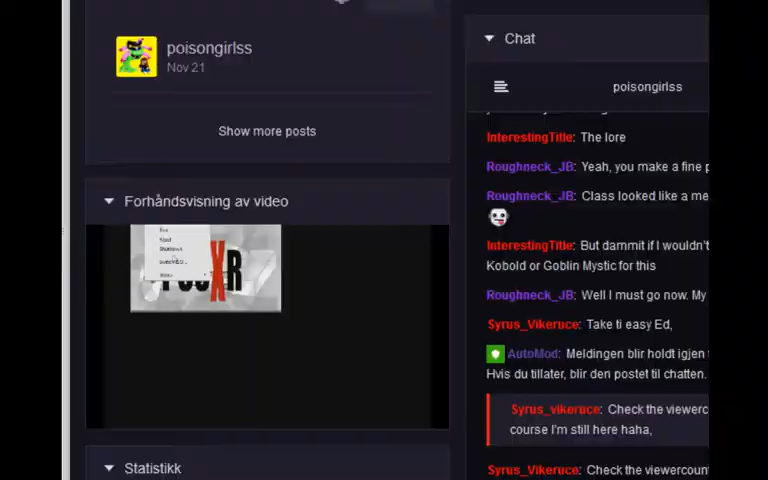 poisongirlss
Nov 21
Show more posts
Forhåndsvisning av video
Statistikk
Chat
poisongirlss
InterestingTitle: The lore
Roughneck_JB: Yeah, you make a fine
Roughneck_JB: Class looked like a
InterestingTitle: But dammit if I
Kobold or Goblin Mystic for this
Roughneck_JB: Well I must go now. My
Syrus_Vikeruce: Take ti easy Ed,
AutoMod: Meldingen blir holdt igjen
Hvis du tillater, blir den postet til chatten.
Syrus_vikeruce: Check the
course I'm still here haha,
Syrus_Vikeruce: Check the viewercount